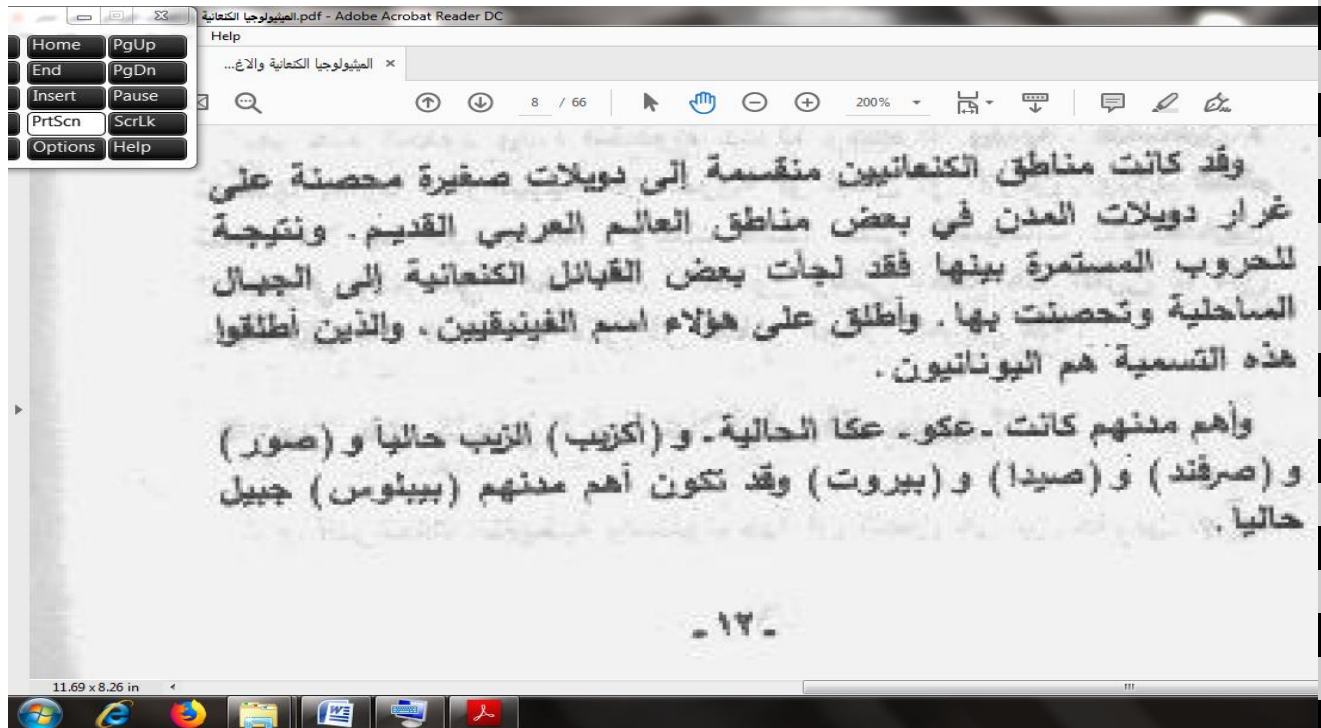 الميثولوجيا الكنعانية.pdf - Adobe Acrobat Reader DC
Home PgUp
Help
End PgDn
الميثولوجيا الكنعانية والاغ...
Insert Pause
8 / 66
200%
PrtScn ScrLk
Options Help
وقد كانت مناطق الكنعانيين منقسمة إلى دويلات صغيرة محصنة على
غرار دويلات المدن في بعض مناطق العالم العربي القديم. ونتيجة
للحروب المستمرة بينها فقد لجأت بعض القبائل الكنعانية إلى الجبال
الساحلية وتحصنت بها. وأطلق على هؤلاء اسم الفينيقيين، والذين أطلقوا
هذه التسمية هم اليونانيون.
وأهم مدنهم كانت ـ عكو ـ عكا الحالية ـ و (أكزيب) الزيب حالياً و (صور)
و (صرفند) و (صيدا) و (بيروت) وقد تكون أهم مدنهم (بيبلوس) جبيل
حالياً.
ـ ١٢ ـ
11.69 x 8.26 in